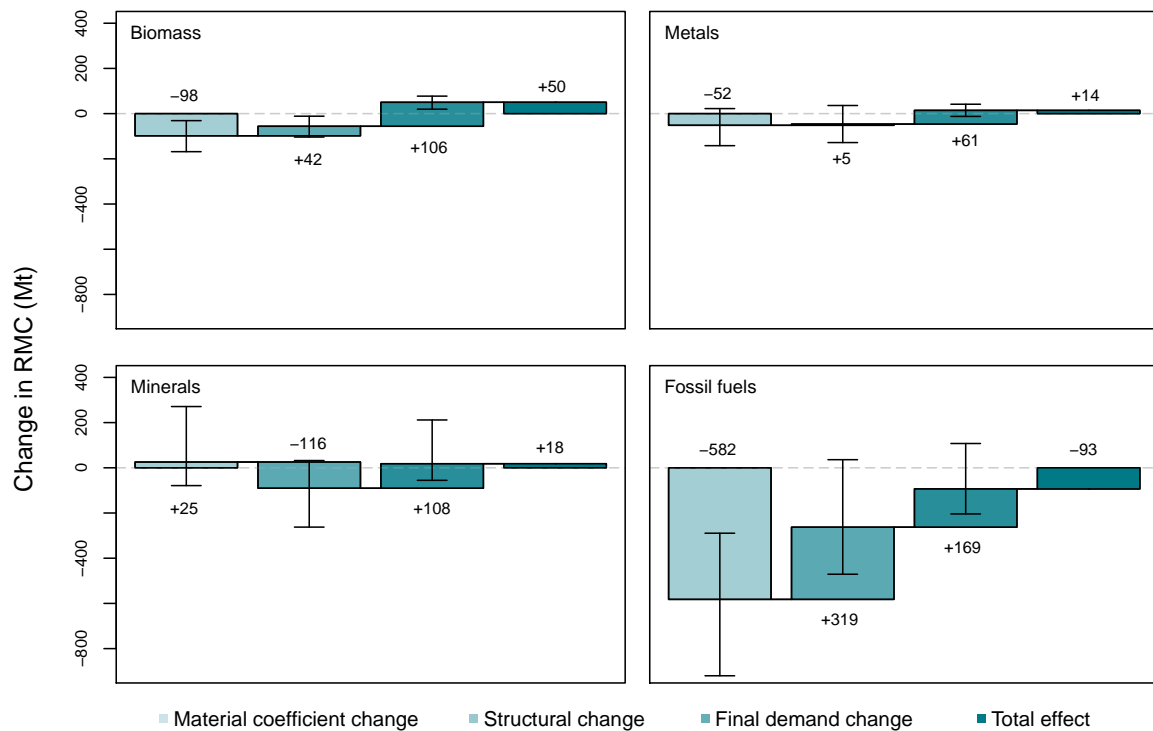 Change in RMC (Mt)
400
200
0
−400
−800
Biomass
−98
+42
+106
+50
Metals
−52
+5
+61
+14
400
200
0
−400
−800
Minerals
+25
−116
+108
+18
Fossil fuels
−582
+319
+169
−93
Material coefficient change
Structural change
Final demand change
Total effect